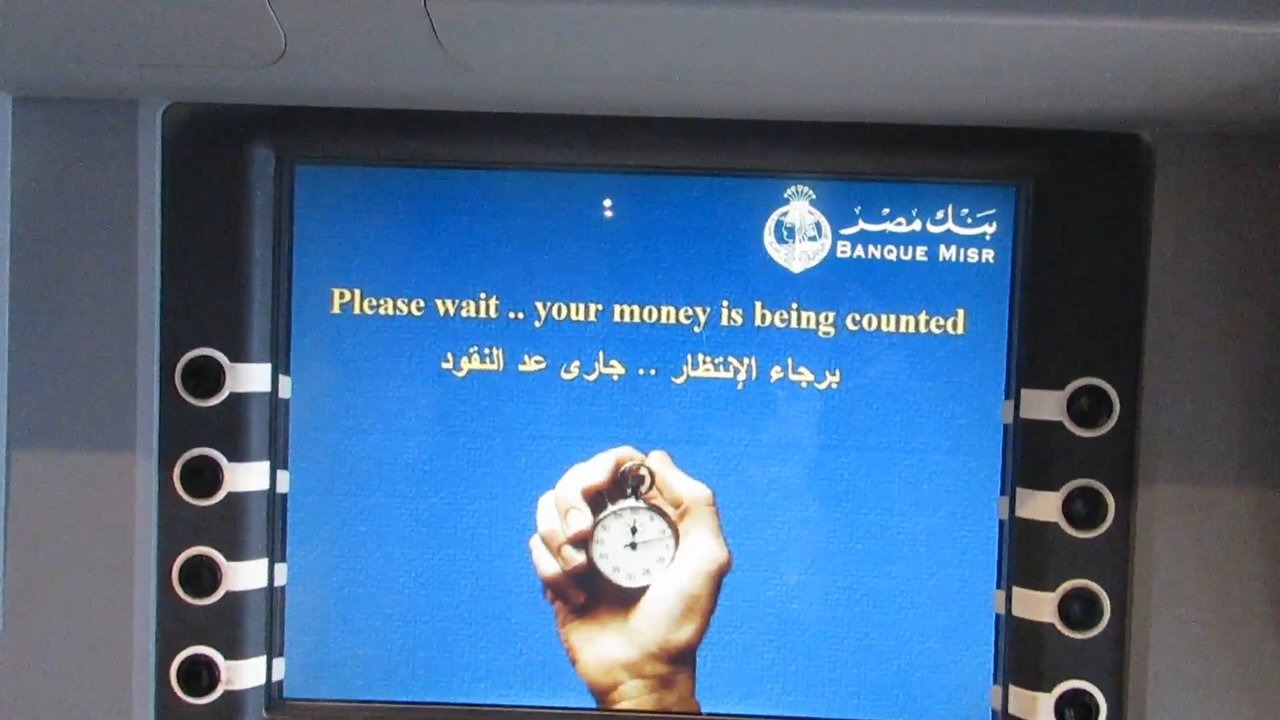 بنك مصر
BANQUE MISR
Please wait .. your money is being counted
برجاء الإنتظار .. جارى عد النقود